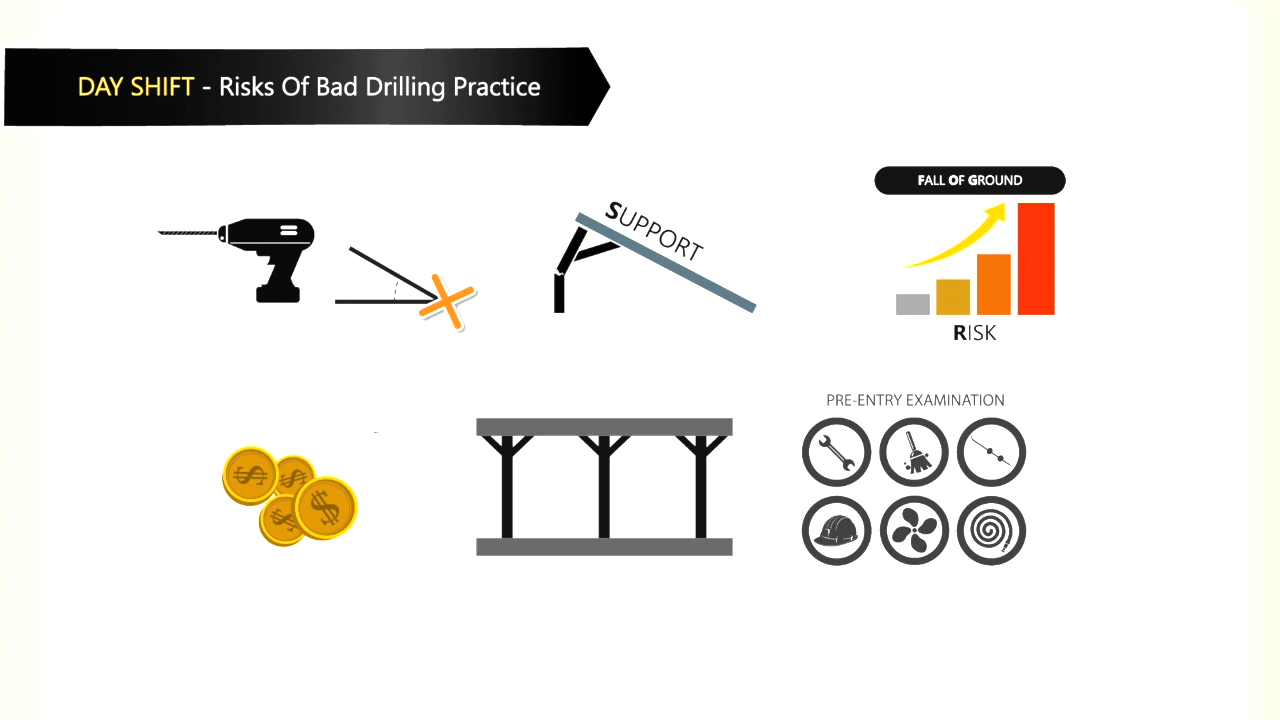 DAY SHIFT - Risks Of Bad Drilling Practice
FALL OF GROUND
SUPPORT
RISK
PRE-ENTRY EXAMINATION